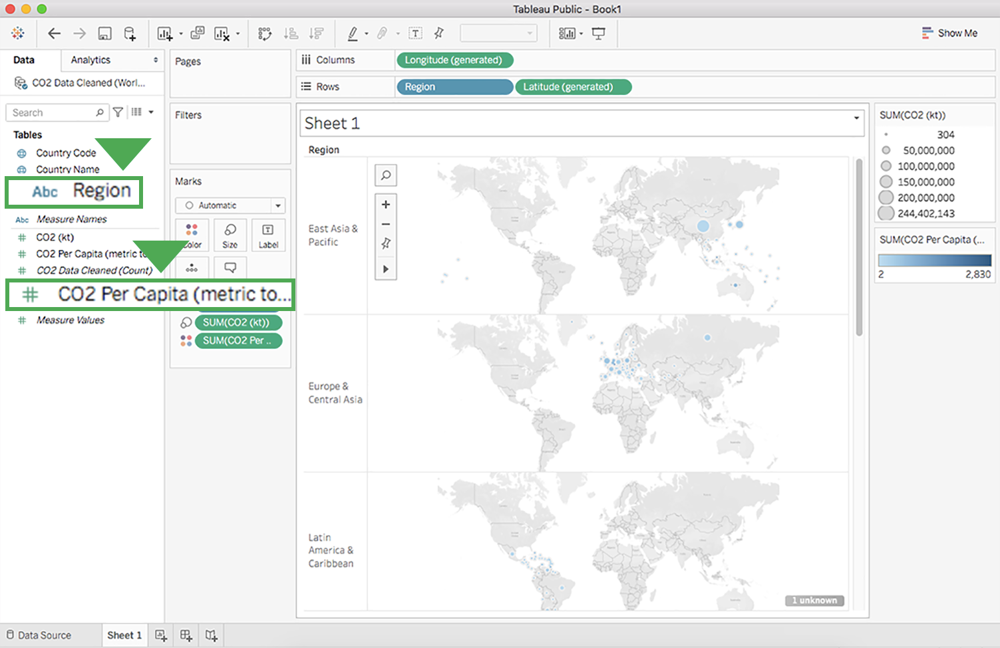 Tableau Public - Book1
Show Me
Data
Analytics
CO2 Data Cleaned (Worl...
Search
Tables
Country Code
Country Name
Abc Region
Abc Measure Names
CO2 (kt)
CO2 Per Capita (metric to
CO2 Data Cleaned (Count)
# CO2 Per Capita (metric to...
Measure Values
Pages
Filters
Marks
Automatic
Color
Size
T
Label
SUM(CO2 (kt))
SUM(CO2 Per ..
Columns
Longitude (generated)
Rows
Region
Latitude (generated)
Sheet 1
Region
East Asia &
Pacific
Europe &
Central Asia
Latin
America &
Caribbean
1 unknown
SUM(CO2 (kt))
304
50,000,000
100,000,000
150,000,000
200,000,000
244,402,143
SUM(CO2 Per Capita (...
2
2,830
Data Source
Sheet 1